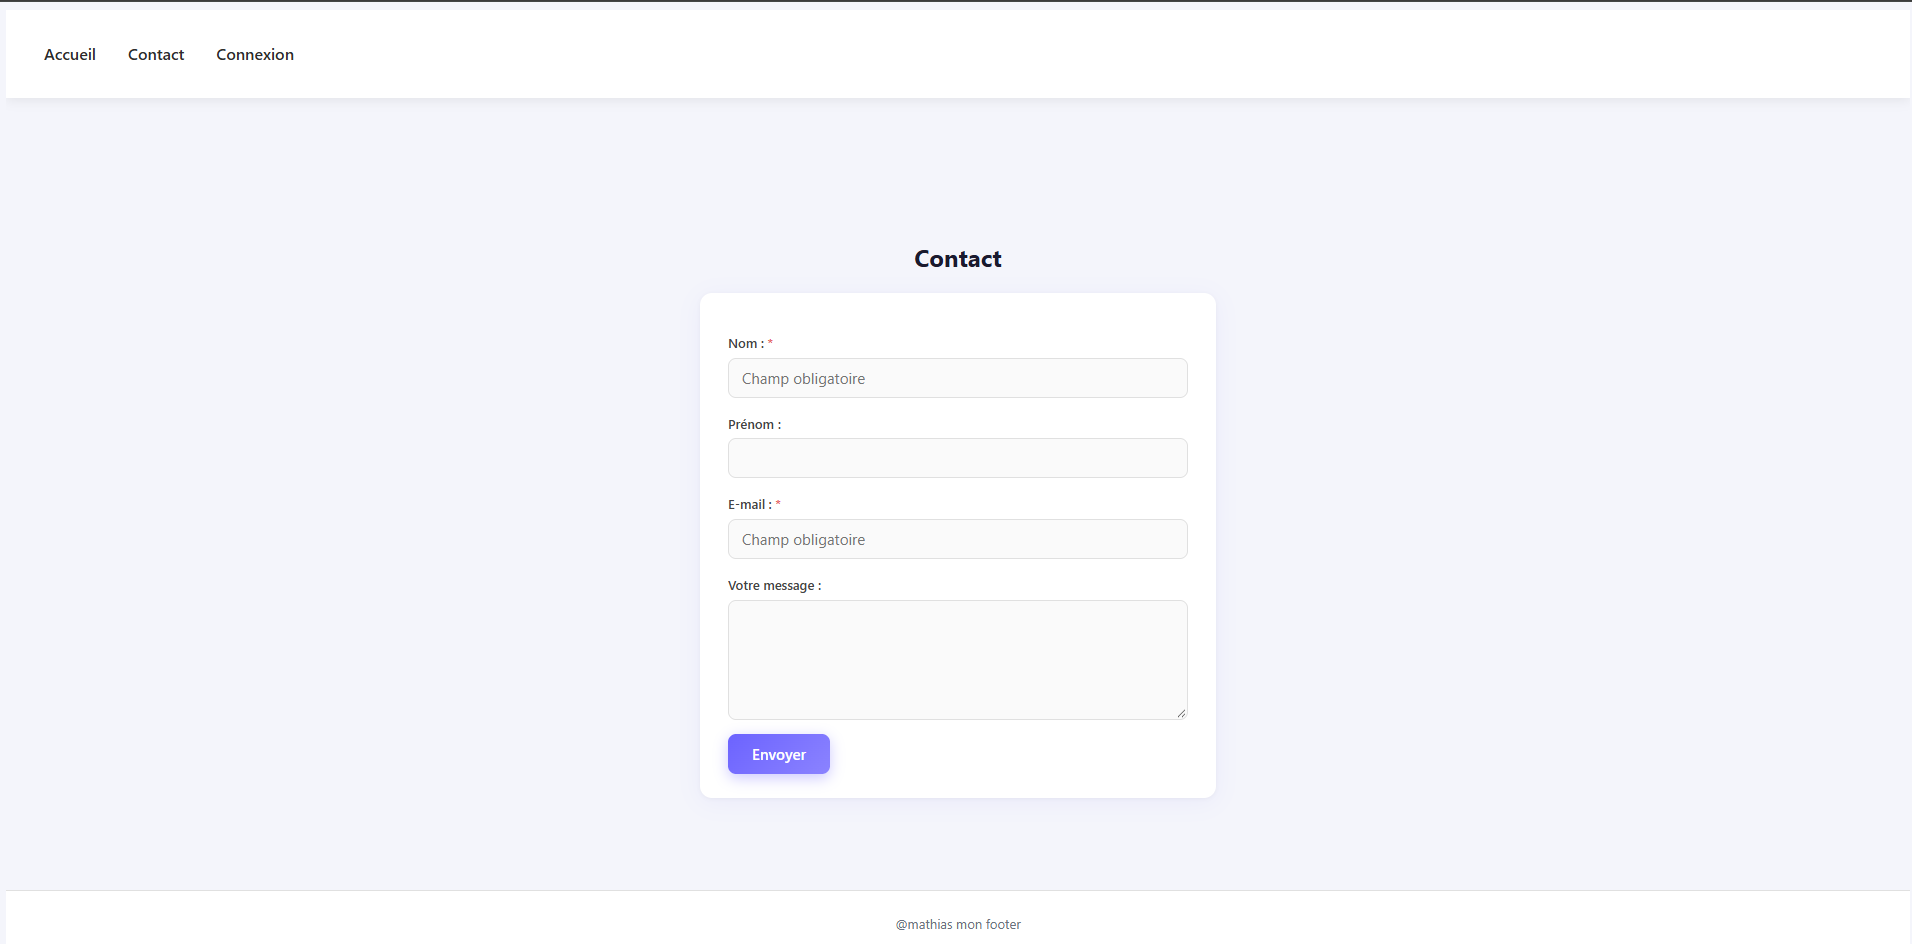 Accueil Contact Connexion
Contact
Nom : *
Champ obligatoire
Prénom :
E-mail : *
Champ obligatoire
Votre message :
Envoyer
@mathias mon footer